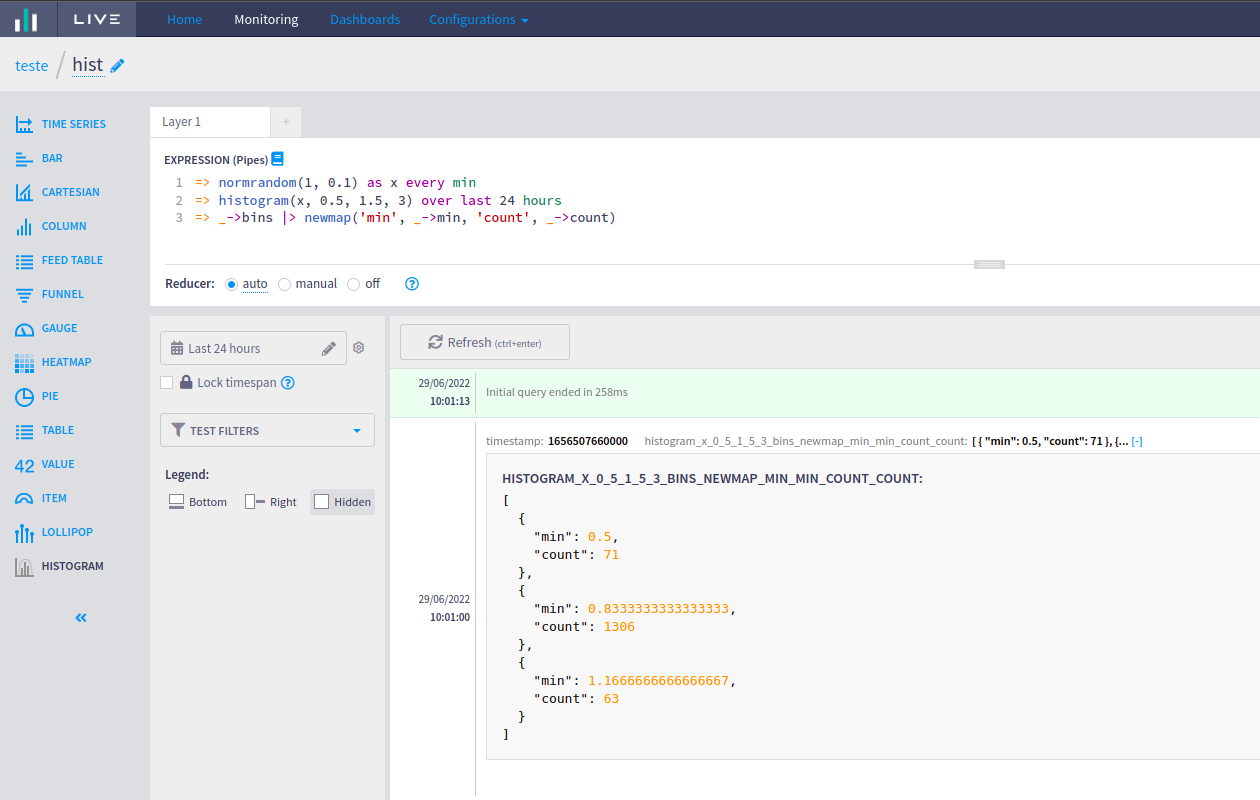 LIVE Home Monitoring Dashboards Configurations
teste / hist
TIME SERIES
BAR
CARTESIAN
COLUMN
FEED TABLE
FUNNEL
GAUGE
HEATMAP
PIE
TABLE
42 VALUE
ITEM
LOLLIPOP
HISTOGRAM
«
Layer 1 +
EXPRESSION (Pipes)
1 => normrandom(1, 0.1) as x every min
2 => histogram(x, 0.5, 1.5, 3) over last 24 hours
3 => _->bins |> newmap('min', _->min, 'count', _->count)
Reducer: auto manual off ?
Last 24 hours
Lock timespan ?
TEST FILTERS
Legend:
Bottom Right Hidden
Refresh (ctrl+enter)
29/06/2022
10:01:13
Initial query ended in 258ms
29/06/2022
10:01:00
timestamp: 1656507660000 histogram_x_0_5_1_5_3_bins_newmap_min_min_count_count: [ { "min": 0.5, "count": 71 }, {... [-]
HISTOGRAM_X_0_5_1_5_3_BINS_NEWMAP_MIN_MIN_COUNT_COUNT:
[
{
"min": 0.5,
"count": 71
},
{
"min": 0.8333333333333333,
"count": 1306
},
{
"min": 1.1666666666666667,
"count": 63
}
]